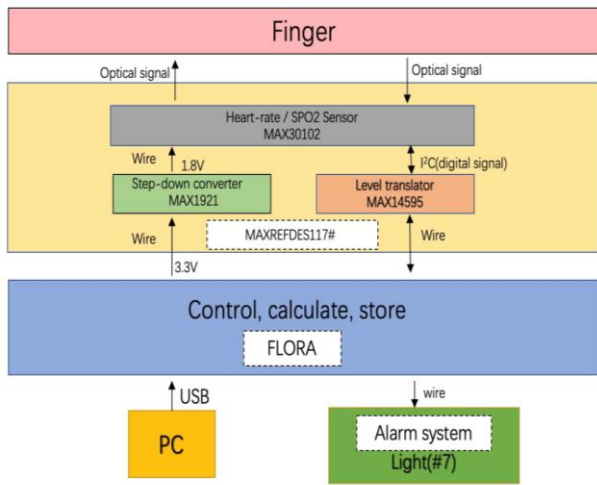 Finger
Optical signal
Optical signal
Heart-rate / SPO2 Sensor
MAX30102
Wire
1.8V
I²C(digital signal)
Step-down converter
MAX1921
Level translator
MAX14595
Wire
MAXREFDES117#
Wire
3.3V
Control, calculate, store
FLORA
USB
wire
PC
Alarm system
Light(#7)